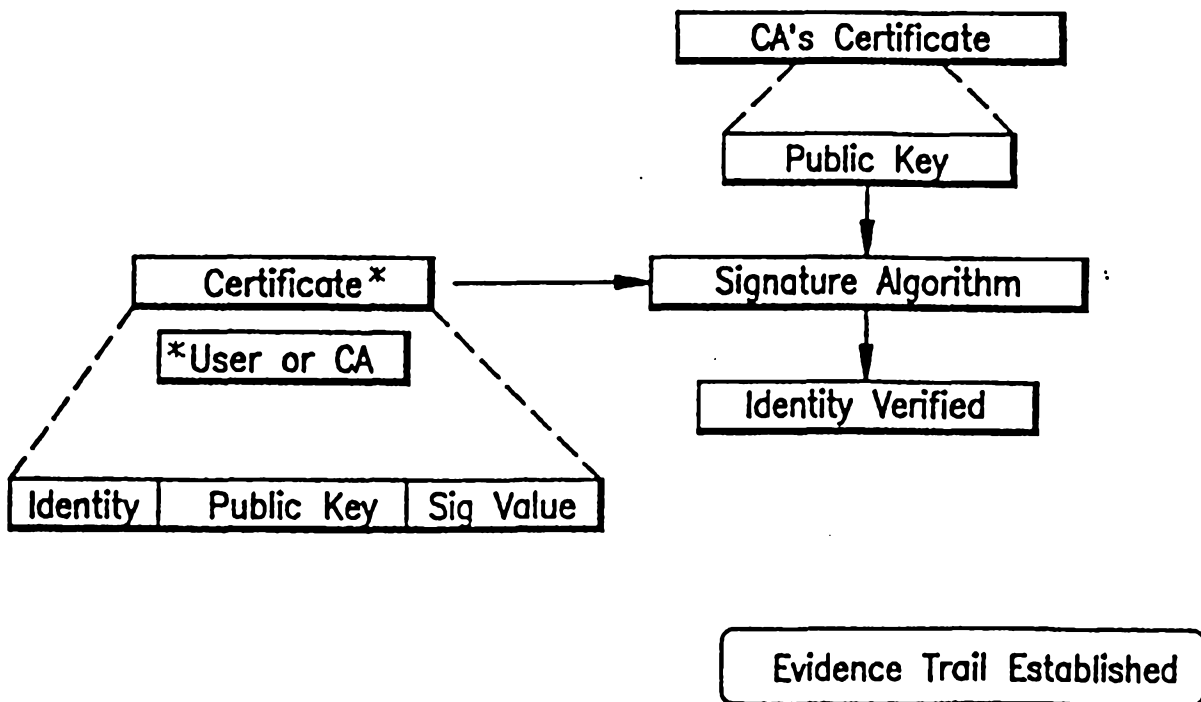 CA's Certificate
Public Key
Certificate*
Signature Algorithm
*User or CA
Identity Verified
Identity Public Key Sig Value
Evidence Trail Established